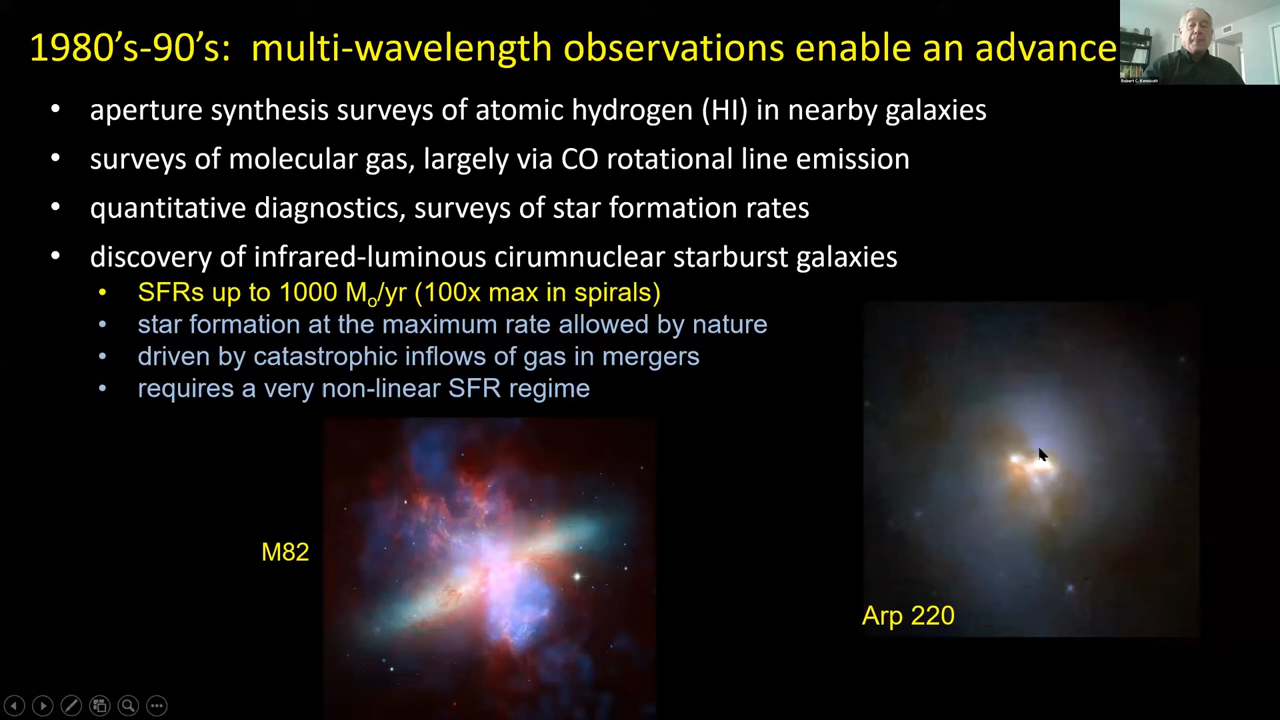 1980's-90's: multi-wavelength observations enable an advance
• aperture synthesis surveys of atomic hydrogen (HI) in nearby galaxies
• surveys of molecular gas, largely via CO rotational line emission
• quantitative diagnostics, surveys of star formation rates
• discovery of infrared-luminous cirumnuclear starburst galaxies
• SFRs up to 1000 Mo/yr (100x max in spirals)
• star formation at the maximum rate allowed by nature
• driven by catastrophic inflows of gas in mergers
• requires a very non-linear SFR regime
M82
Arp 220
Robert C. Kennicutt